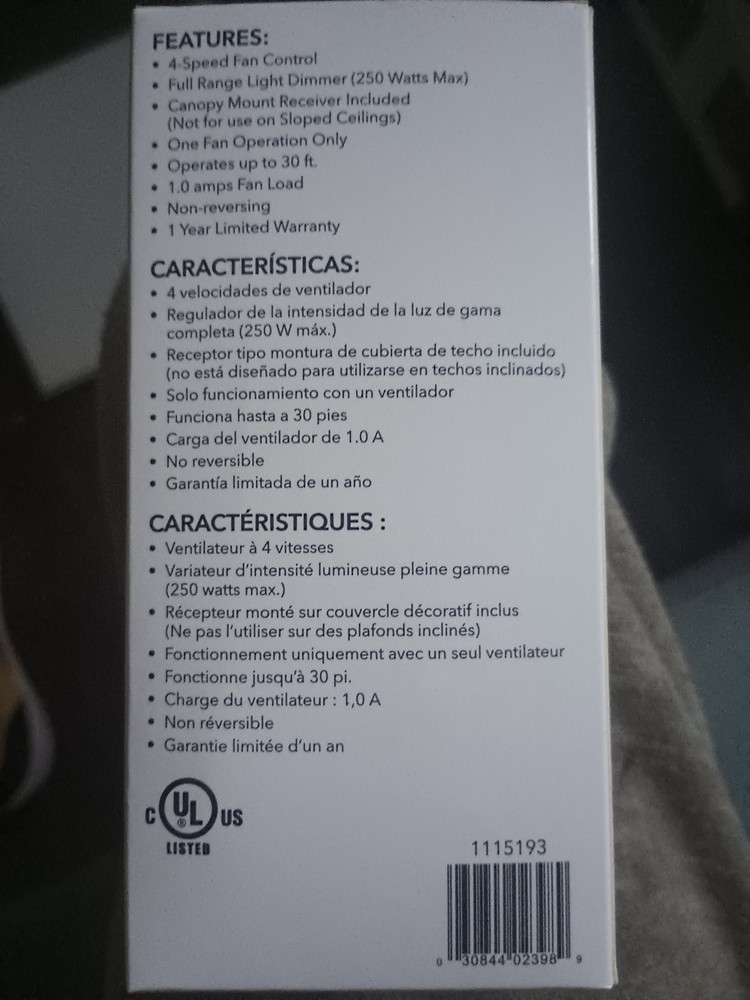 FEATURES:
• 4-Speed Fan Control
• Full Range Light Dimmer (250 Watts Max)
• Canopy Mount Receiver Included
(Not for use on Sloped Ceilings)
• One Fan Operation Only
• Operates up to 30 ft.
• 1.0 amps Fan Load
• Non-reversing
• 1 Year Limited Warranty
CARACTERÍSTICAS:
• 4 velocidades de ventilador
• Regulador de la intensidad de la luz de gama
completa (250 W máx.)
• Receptor tipo montura de cubierta de techo incluido
(no está diseñado para utilizarse en techos inclinados)
• Solo funcionamiento con un ventilador
• Funciona hasta a 30 pies
• Carga del ventilador de 1.0 A
• No reversible
• Garantía limitada de un año
CARACTÉRISTIQUES :
• Ventilateur à 4 vitesses
• Variateur d'intensité lumineuse pleine gamme
(250 watts max.)
• Récepteur monté sur couvercle décoratif inclus
(Ne pas l'utiliser sur des plafonds inclinés)
• Fonctionnement uniquement avec un seul ventilateur
• Fonctionne jusqu'à 30 pi.
• Charge du ventilateur : 1,0 A
• Non réversible
• Garantie limitée d'un an
C UL® US
LISTED
1115193
0 30844 02398 9